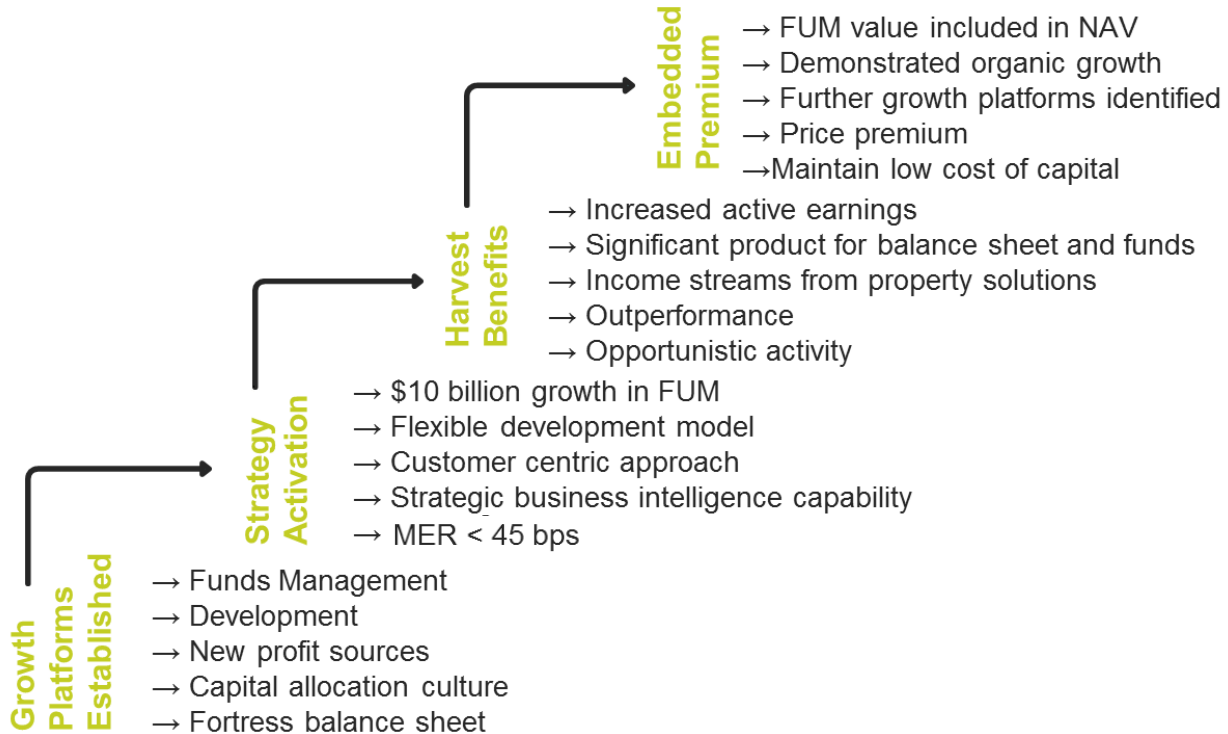 Embedded
Premium
→ FUM value included in NAV
→ Demonstrated organic growth
→ Further growth platforms identified
→ Price premium
→Maintain low cost of capital
Harvest
Benefits
→ Increased active earnings
→ Significant product for balance sheet and funds
→ Income streams from property solutions
→ Outperformance
→ Opportunistic activity
Strategy
Activation
→ $10 billion growth in FUM
→ Flexible development model
→ Customer centric approach
→ Strategic business intelligence capability
→ MER < 45 bps
Growth
Platforms
Established
→ Funds Management
→ Development
→ New profit sources
→ Capital allocation culture
→ Fortress balance sheet